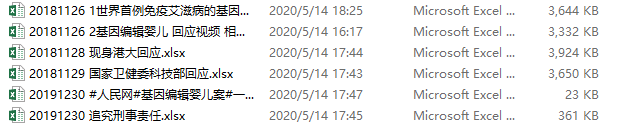 20181126 1世界首例免疫艾滋病的基因... 2020/5/14 18:25 Microsoft Excel ... 3,644 KB
20181126 2基因编辑婴儿 回应视频 相... 2020/5/14 16:17 Microsoft Excel ... 3,332 KB
20181128 现身港大回应.xlsx 2020/5/14 17:44 Microsoft Excel ... 3,924 KB
20181129 国家卫健委科技部回应.xlsx 2020/5/14 17:43 Microsoft Excel ... 3,650 KB
20191230 #人民网#基因编辑婴儿案#一... 2020/5/14 17:47 Microsoft Excel ... 23 KB
20191230 追究刑事责任.xlsx 2020/5/14 17:45 Microsoft Excel ... 361 KB